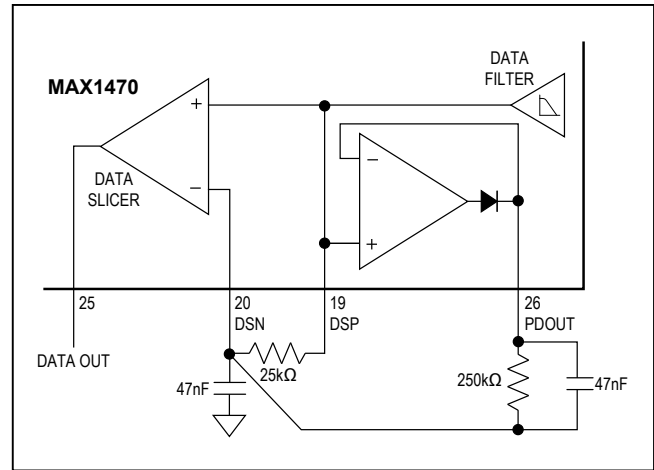 MAX1470
DATA
FILTER
+
−
DATA
SLICER
−
+
25
20
DSN
19
DSP
26
PDOUT
DATA OUT
47nF
25kΩ
250kΩ
47nF